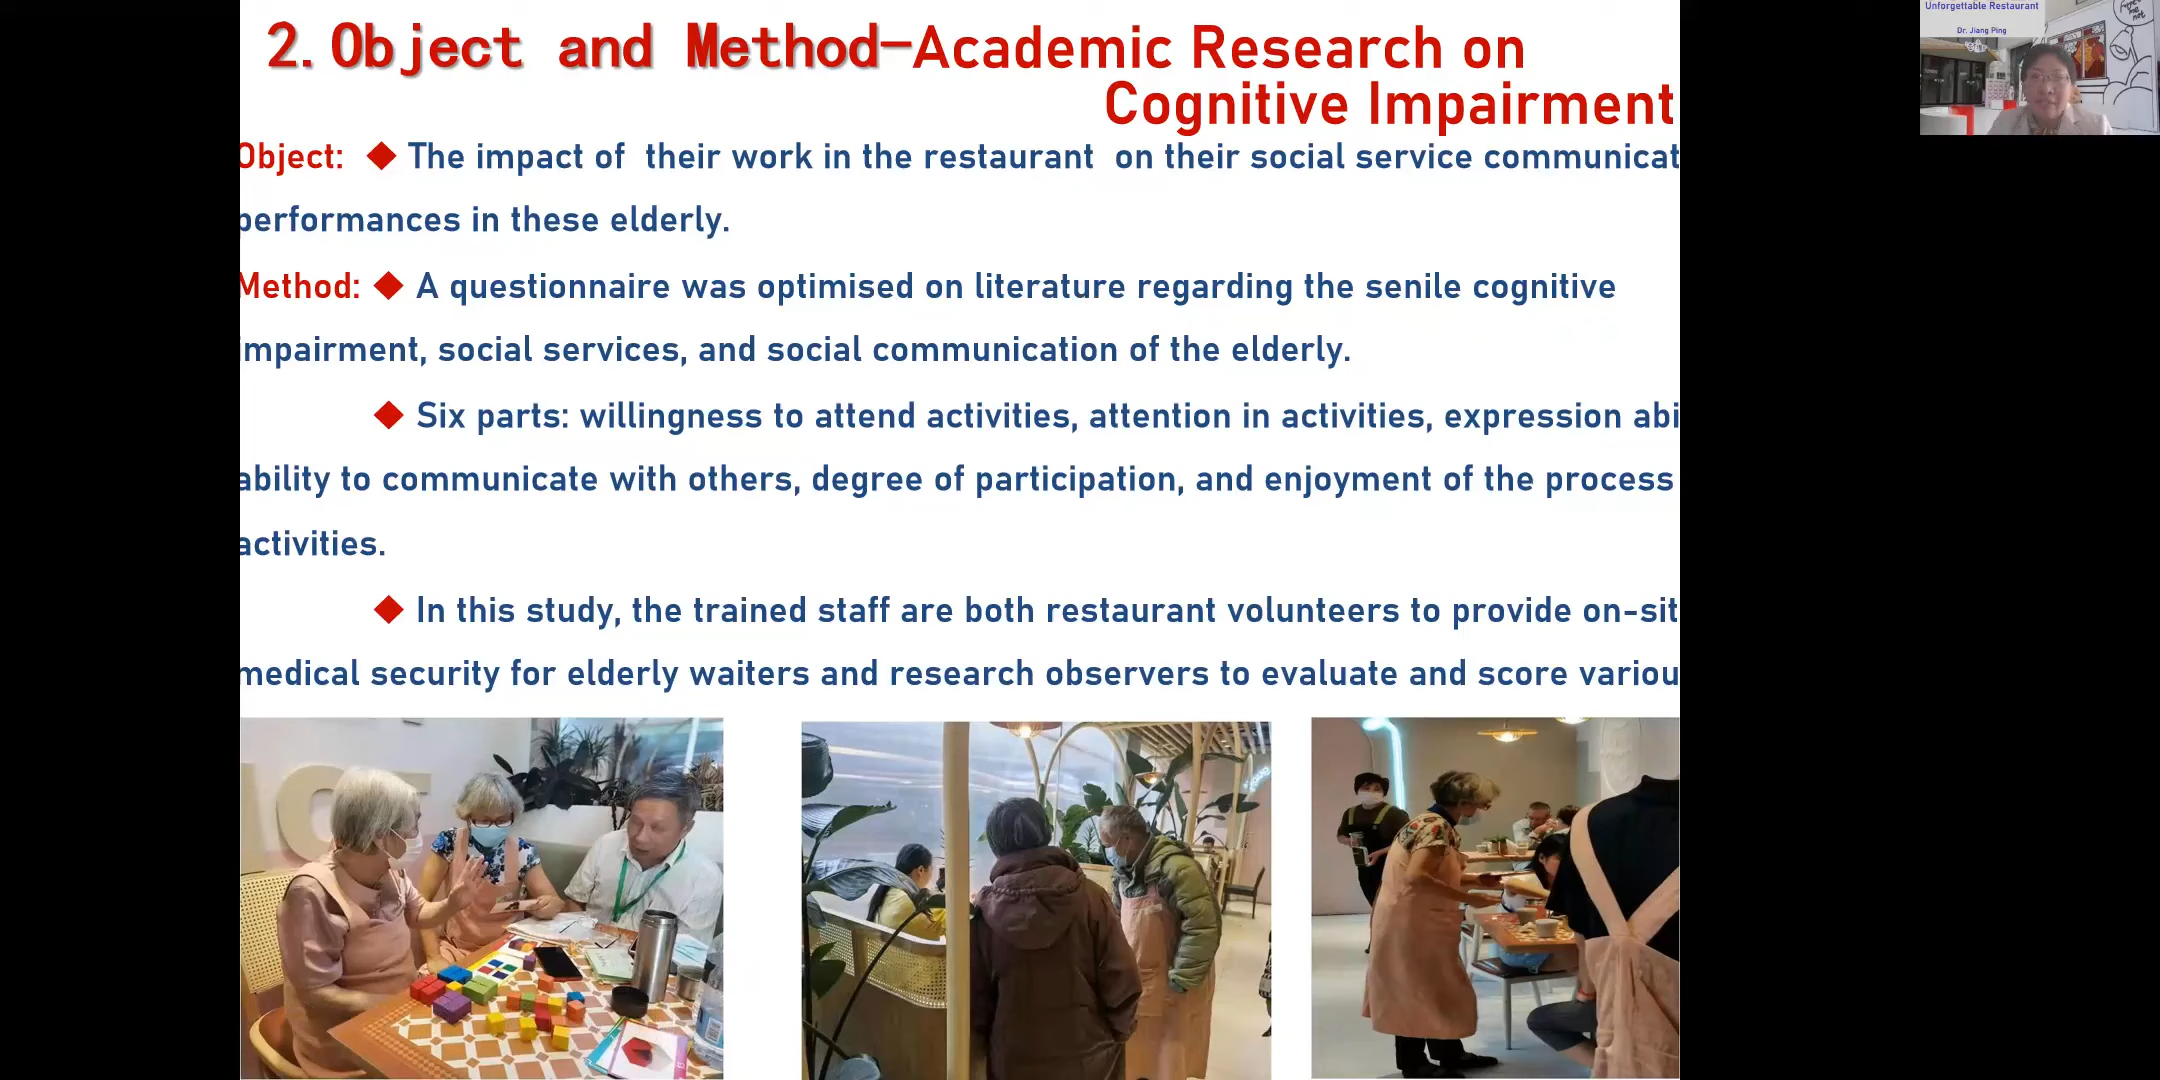 2. Object and Method—Academic Research on
Cognitive Impairment
Object: ◆ The impact of their work in the restaurant on their social service communicat
performances in these elderly.
Method: ◆ A questionnaire was optimised on literature regarding the senile cognitive
impairment, social services, and social communication of the elderly.
◆ Six parts: willingness to attend activities, attention in activities, expression abi
ability to communicate with others, degree of participation, and enjoyment of the process
activities.
◆ In this study, the trained staff are both restaurant volunteers to provide on-sit
medical security for elderly waiters and research observers to evaluate and score variou
Unforgettable Restaurant
Dr. Jiang Ping